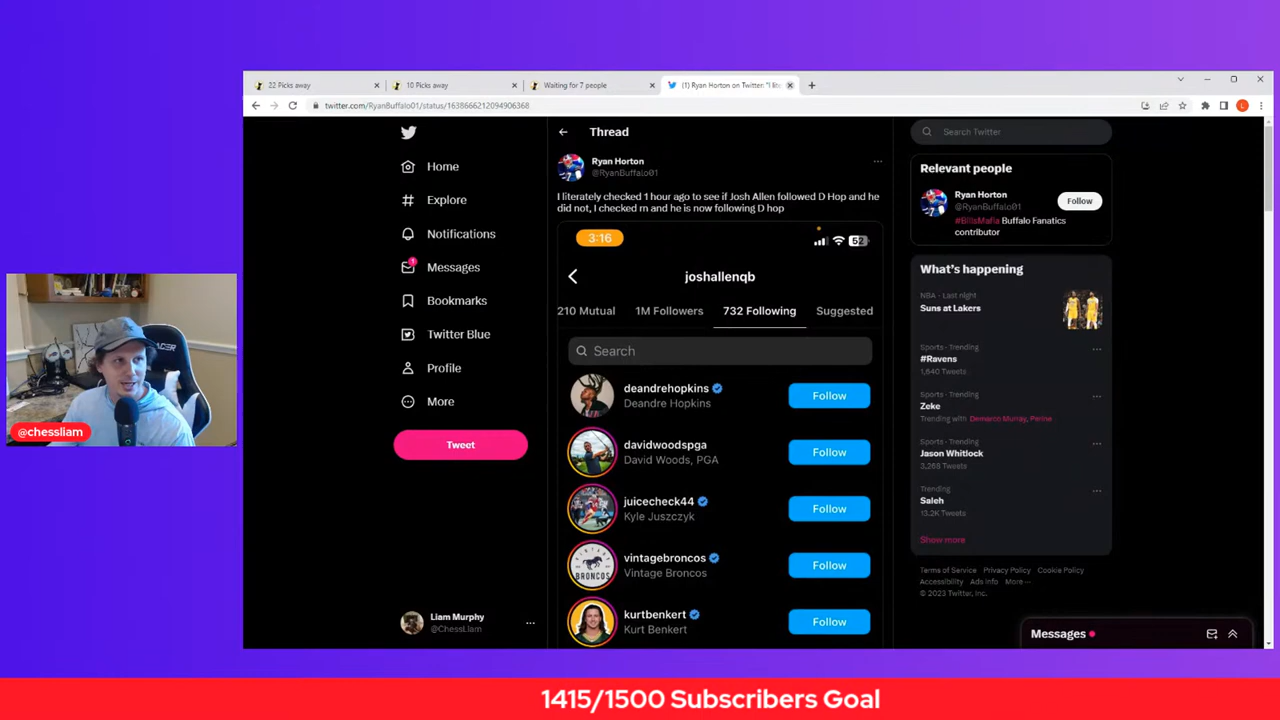 22 Picks away
10 Picks away
Waiting for 7 people
(1) Ryan Horton on Twitter: "I lite
twitter.com/RyanBuffalo01/status/1638666212094906368
L
Home
Explore
Notifications
1
Messages
Bookmarks
Twitter Blue
Profile
More
Tweet
Liam Murphy
@ChessLiam
Thread
Ryan Horton
@RyanBuffalo01
I literately checked 1 hour ago to see if Josh Allen followed D Hop and he
did not, I checked rn and he is now following D hop
3:16
52
joshallenqb
210 Mutual
1M Followers
732 Following
Suggested
Search
deandrehopkins
Deandre Hopkins
Follow
davidwoodspga
David Woods, PGA
Follow
juicecheck44
Kyle Juszczyk
Follow
VINTAGE
BRONCOS
vintagebroncos
Vintage Broncos
Follow
kurtbenkert
Kurt Benkert
Follow
Search Twitter
Relevant people
Ryan Horton
@RyanBuffalo01
Follow
#BillsMafia Buffalo Fanatics
contributor
What's happening
NBA · Last night
Suns at Lakers
Sports · Trending
#Ravens
1,640 Tweets
Sports · Trending
Zeke
Trending with Demarco Murray, Perine
Sports · Trending
Jason Whitlock
3,268 Tweets
Trending
Saleh
13.2K Tweets
Show more
Terms of Service Privacy Policy Cookie Policy
Accessibility Ads Info More ···
© 2023 Twitter, Inc.
Messages
ACER
@chessliam
1415/1500 Subscribers Goal